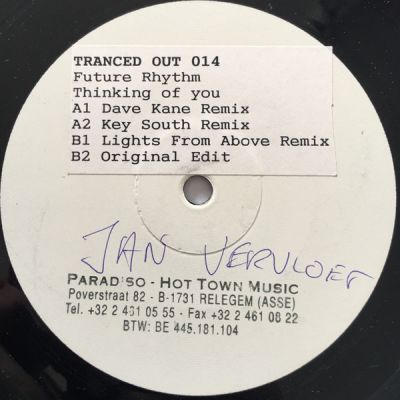 TRANCED OUT 014
Future Rhythm
Thinking of you
A1 Dave Kane Remix
A2 Key South Remix
B1 Lights From Above Remix
B2 Original Edit
JAN VERVLOET
PARAD'SO - HOT TOWN MUSIC
Poverstraat 82 - B-1731 RELEGEM (ASSE)
Tel. +32 2 461 05 55 - Fax +32 2 461 08 22
BTW: BE 445.181.104